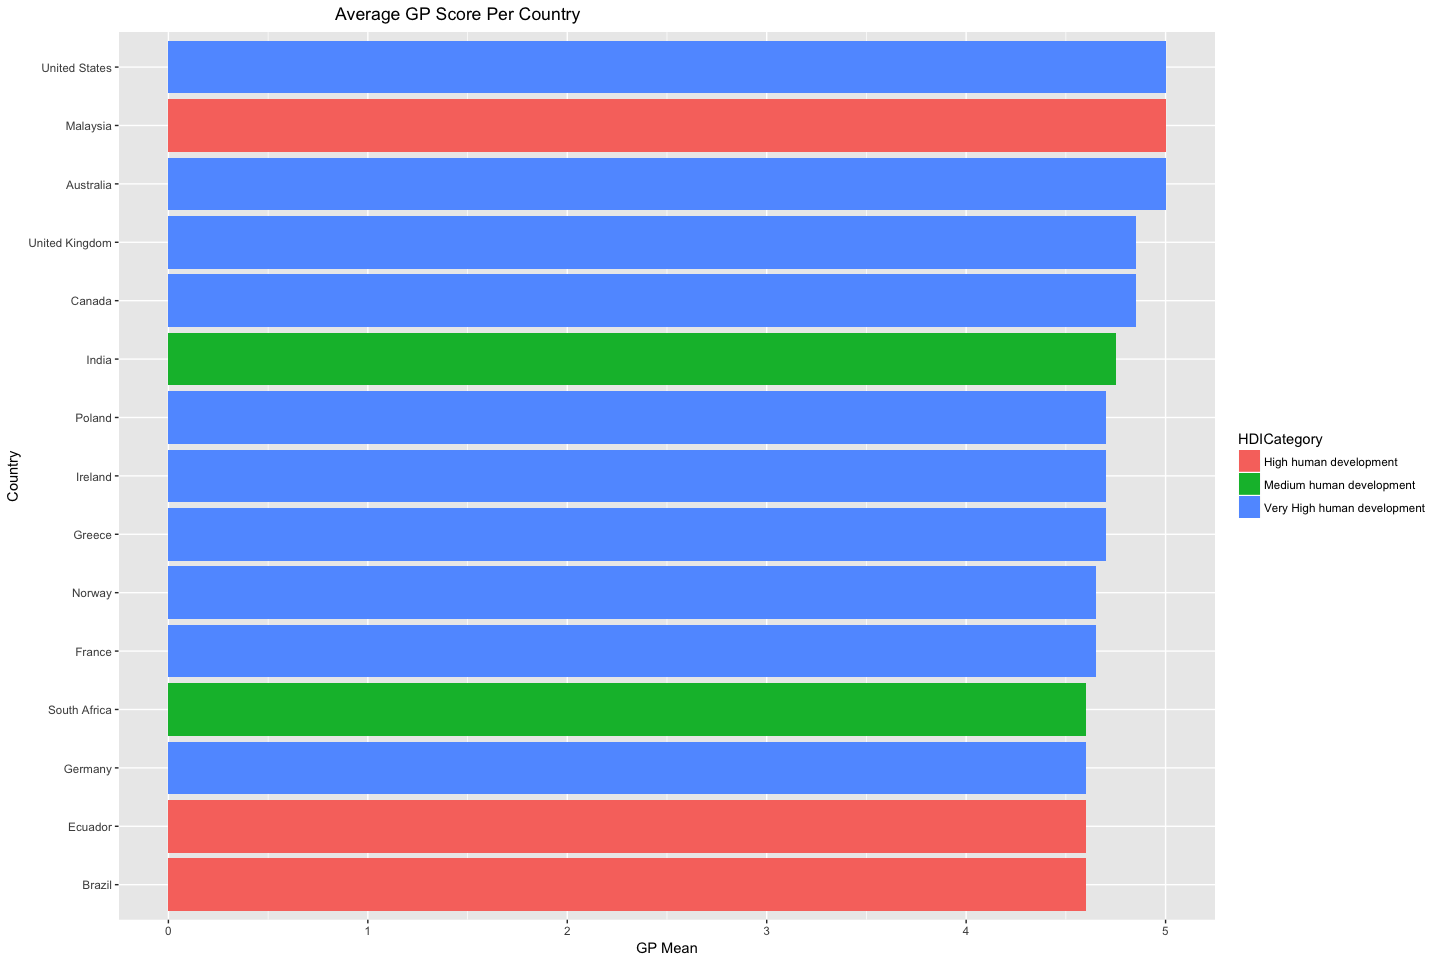 Average GP Score Per Country
United States
Malaysia
Australia
United Kingdom
Canada
India
Poland
Ireland
Greece
Norway
France
South Africa
Germany
Ecuador
Brazil
Country
0 1 2 3 4 5
GP Mean
HDICategory
High human development
Medium human development
Very High human development